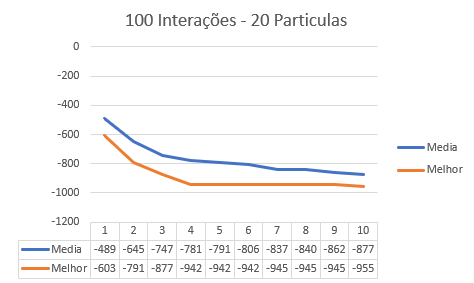 100 Interações - 20 Particulas
0
-200
-400
-600
-800
-1000
-1200
Media
Melhor
1 2 3 4 5 6 7 8 9 10
Media -489 -645 -747 -781 -791 -806 -837 -840 -862 -877
Melhor -603 -791 -877 -942 -942 -942 -945 -945 -945 -955